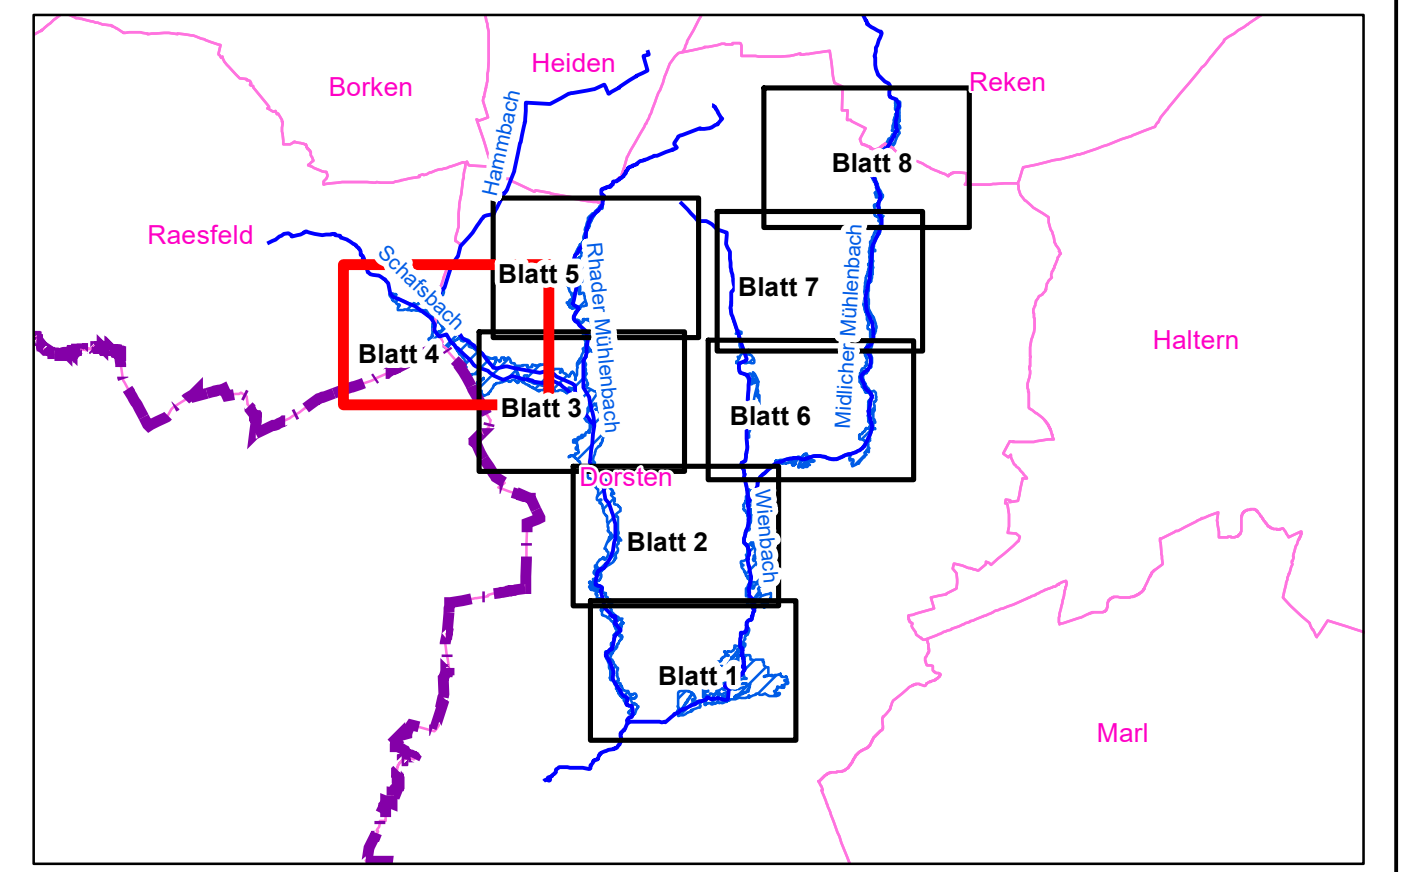 Heiden
Borken
Reken
Hammbach
Blatt 8
Raesfeld
Schafsbach
Blatt 5
Rhader Mühlenbach
Blatt 7
Midlicher Mühlenbach
Haltern
Blatt 4
Blatt 3
Blatt 6
Dorsten
Wienbach
Blatt 2
Blatt 1
Marl